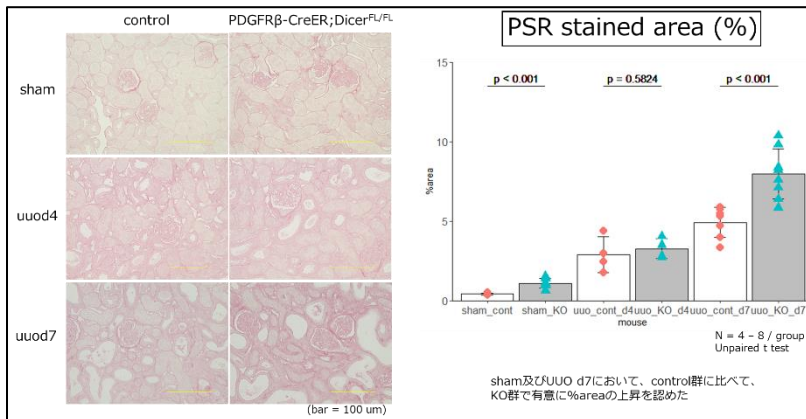 control
PDGFRβ-CreER;Dicer^FL/FL
sham
uuod4
uuod7
(bar = 100 um)
PSR stained area (%)
15
10
5
0
%area
p < 0.001
p = 0.5824
p < 0.001
sham_cont
sham_KO
uuo_cont_d4
uuo_KO_d4
uuo_cont_d7
uuo_KO_d7
mouse
N = 4 – 8 / group
Unpaired t test
sham及びUUO d7において、control群に比べて、
KO群で有意に%areaの上昇を認めた